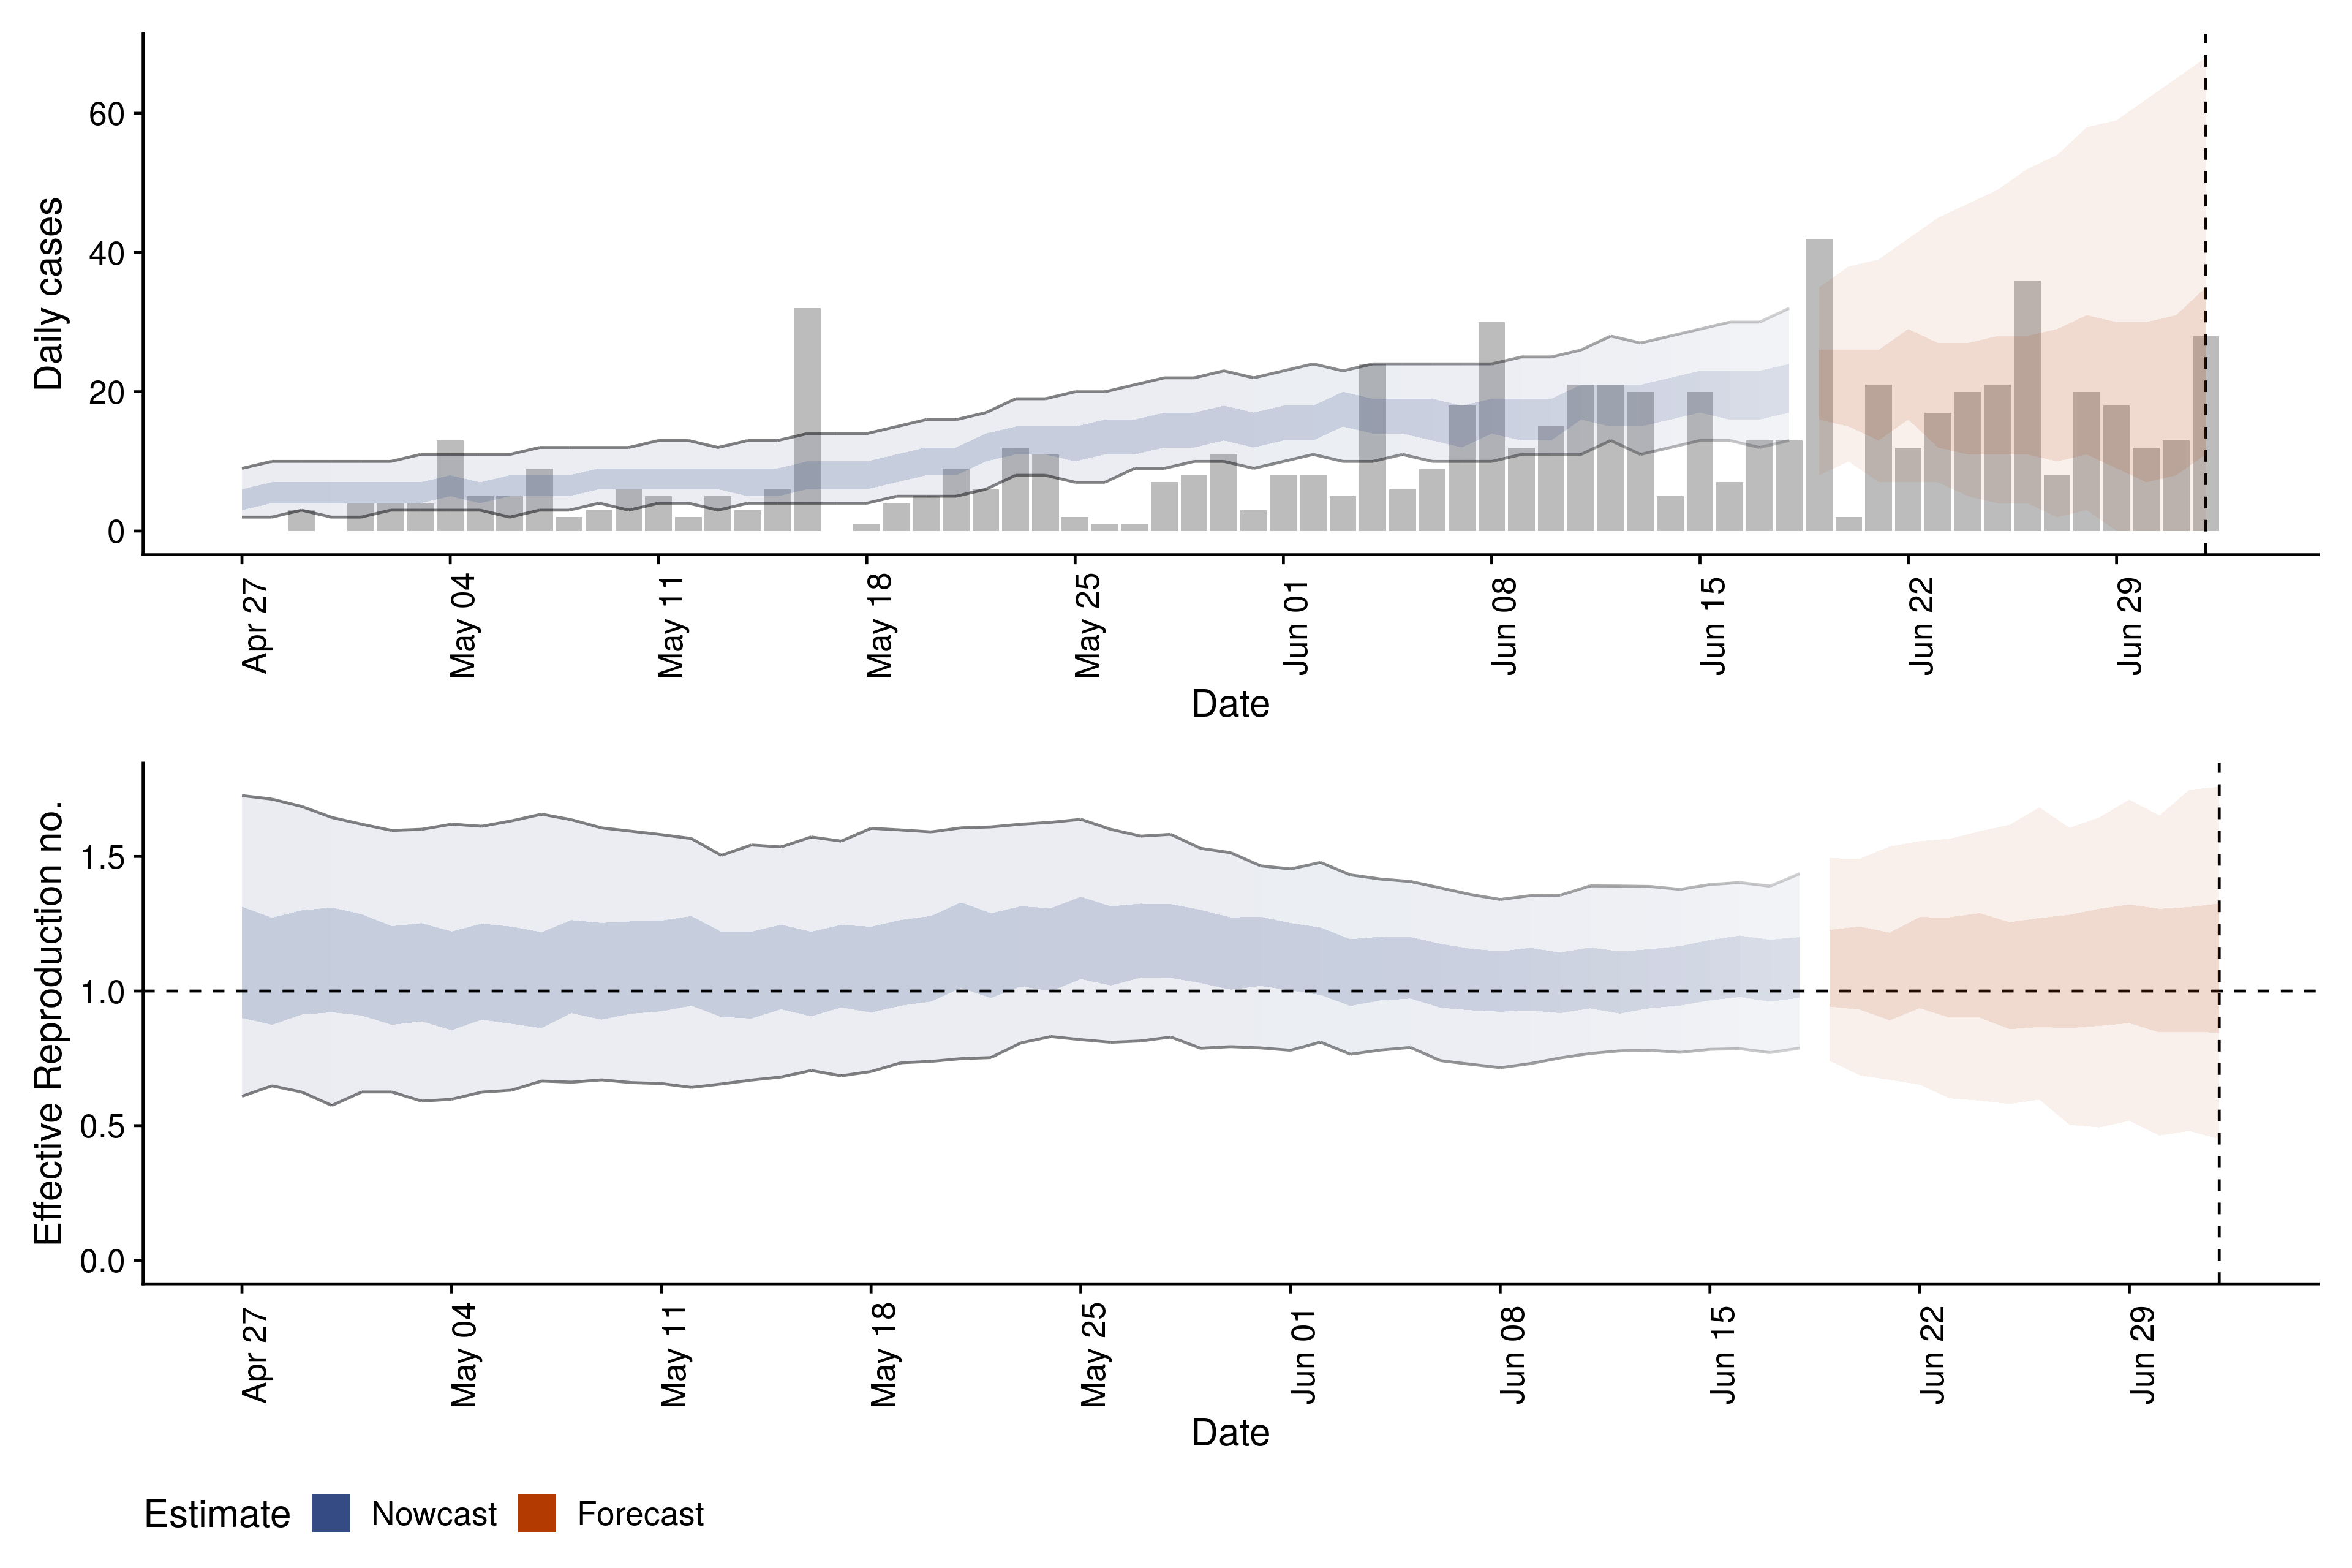 Daily cases
60
40
20
0
Apr 27
May 04
May 11
May 18
May 25
Jun 01
Jun 08
Jun 15
Jun 22
Jun 29
Date
Effective Reproduction no.
1.5
1.0
0.5
0.0
Apr 27
May 04
May 11
May 18
May 25
Jun 01
Jun 08
Jun 15
Jun 22
Jun 29
Date
Estimate Nowcast Forecast